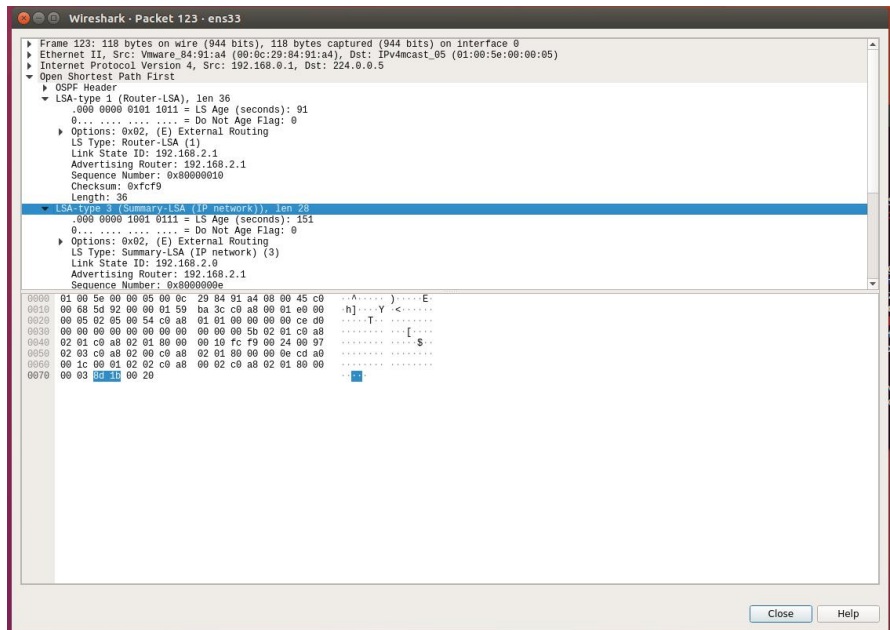 Wireshark · Packet 123 · ens33
Frame 123: 118 bytes on wire (944 bits), 118 bytes captured (944 bits) on interface 0
Ethernet II, Src: Vmware_84:91:a4 (00:0c:29:84:91:a4), Dst: IPv4mcast_05 (01:00:5e:00:00:05)
Internet Protocol Version 4, Src: 192.168.0.1, Dst: 224.0.0.5
Open Shortest Path First
OSPF Header
LSA-type 1 (Router-LSA), len 36
.000 0000 0101 1011 = LS Age (seconds): 91
0... .... .... .... = Do Not Age Flag: 0
Options: 0x02, (E) External Routing
LS Type: Router-LSA (1)
Link State ID: 192.168.2.1
Advertising Router: 192.168.2.1
Sequence Number: 0x80000010
Checksum: 0xfcf9
Length: 36
LSA-type 3 (Summary-LSA (IP network)), len 28
.000 0000 1001 0111 = LS Age (seconds): 151
0... .... .... .... = Do Not Age Flag: 0
Options: 0x02, (E) External Routing
LS Type: Summary-LSA (IP network) (3)
Link State ID: 192.168.2.0
Advertising Router: 192.168.2.1
Sequence Number: 0x8000000e
0000 01 00 5e 00 00 05 00 0c 29 84 91 a4 08 00 45 c0 ··^····· )·····E·
0010 00 68 5d 92 00 00 01 59 ba 3c c0 a8 00 01 e0 00 ·h]····Y ·<······
0020 00 05 02 05 00 54 c0 a8 01 01 00 00 00 00 ce d0 ·····T·· ········
0030 00 00 00 00 00 00 00 00 00 00 00 5b 02 01 c0 a8 ········ ···[····
0040 02 01 c0 a8 02 01 80 00 00 10 fc f9 00 24 00 97 ········ ·····$··
0050 02 03 c0 a8 02 00 c0 a8 02 01 80 00 00 0e cd a0 ········ ········
0060 00 1c 00 01 02 02 c0 a8 00 02 c0 a8 02 01 80 00 ········ ········
0070 00 03 8d 1b 00 20 ·····
Close Help